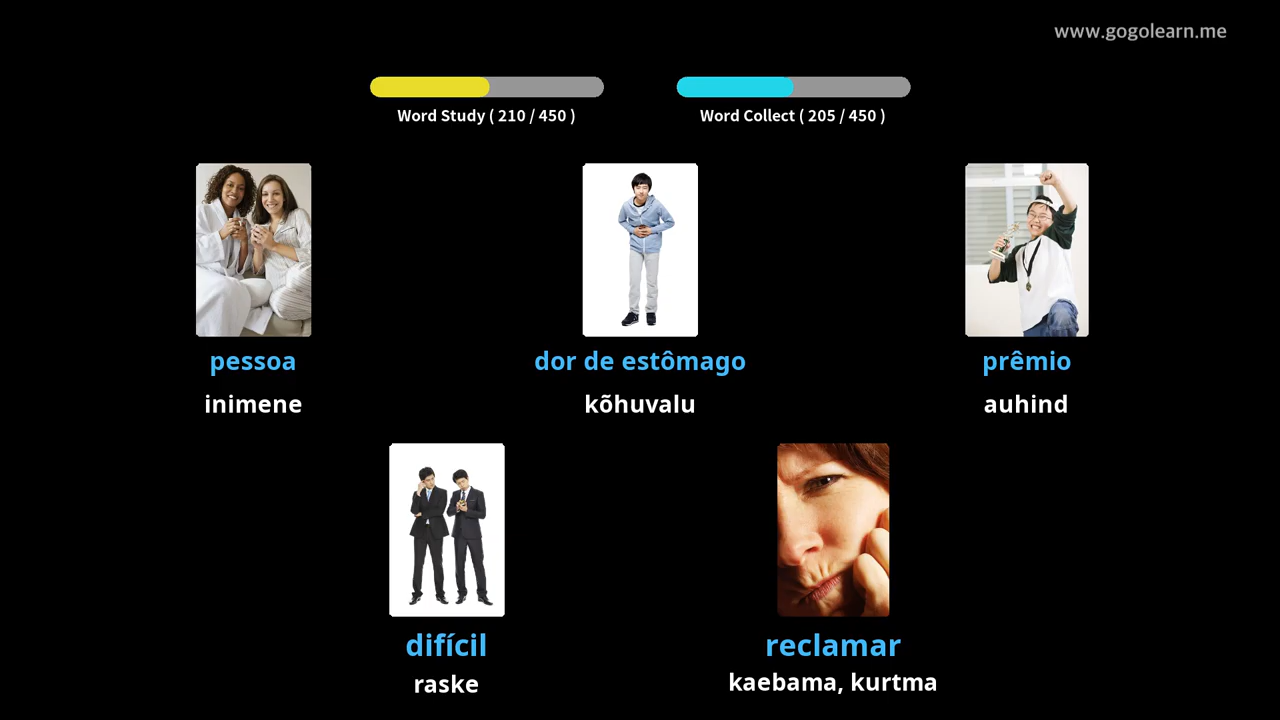 www.gogolearn.me
Word Study ( 210 / 450 )
Word Collect ( 205 / 450 )
pessoa
inimene
dor de estômago
kõhuvalu
prêmio
auhind
difícil
raske
reclamar
kaebama, kurtma